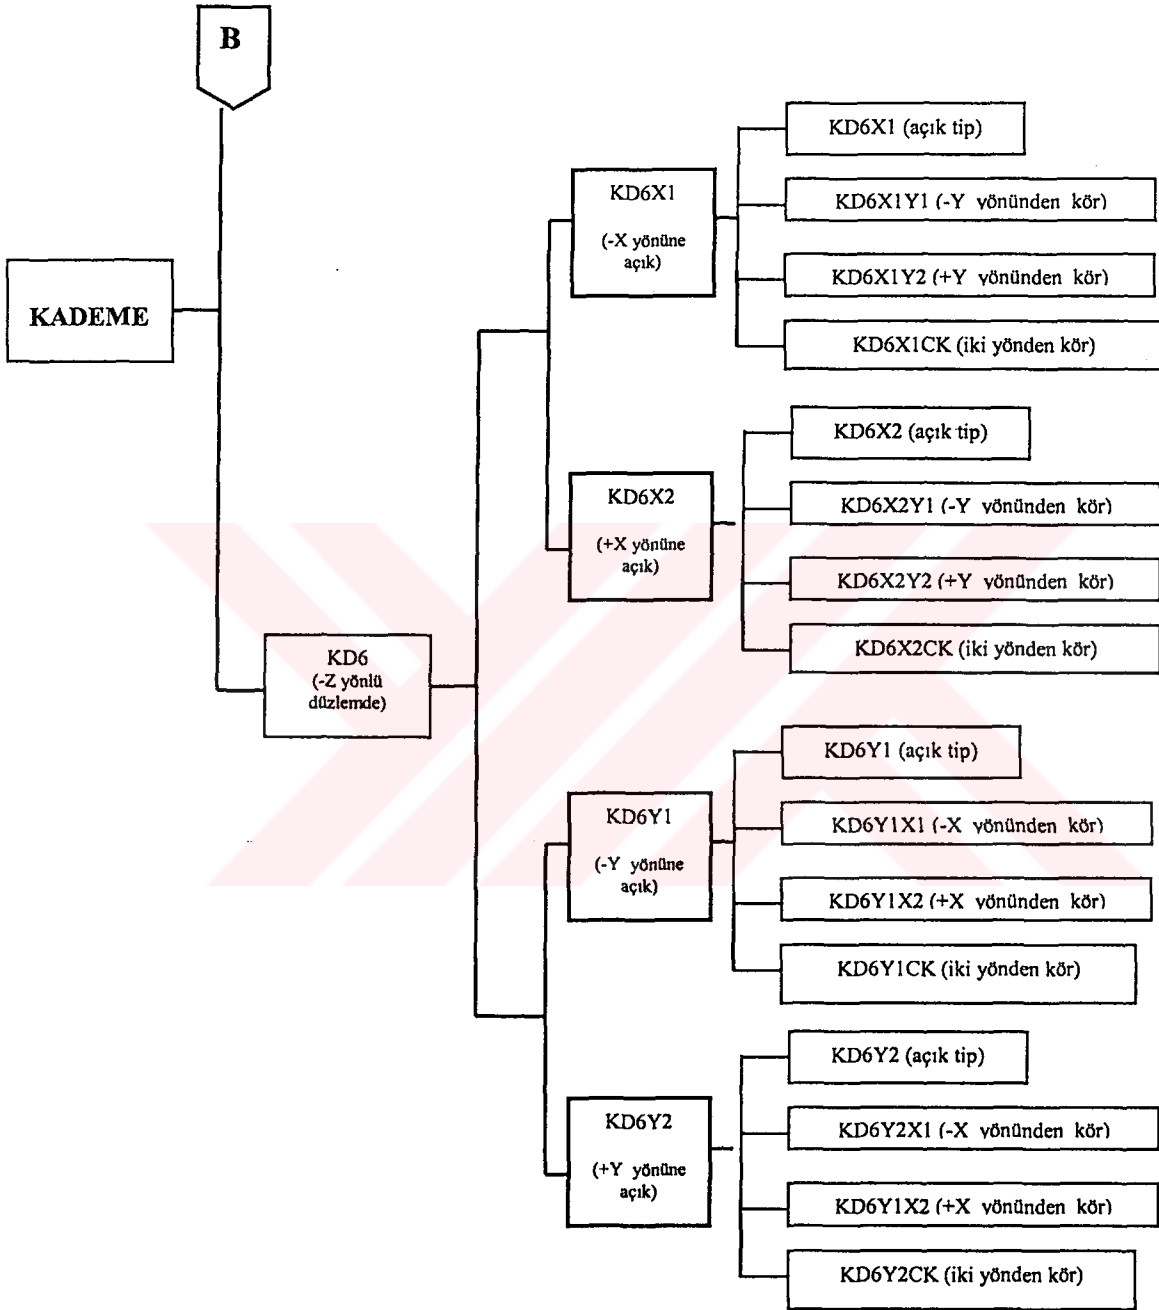 B
KADEME
KD6
(-Z yönlü
düzlemde)
KD6X1
(-X yönüne
açık)
KD6X1 (açık tip)
KD6X1Y1 (-Y yönünden kör)
KD6X1Y2 (+Y yönünden kör)
KD6X1CK (iki yönden kör)
KD6X2
(+X yönüne
açık)
KD6X2 (açık tip)
KD6X2Y1 (-Y yönünden kör)
KD6X2Y2 (+Y yönünden kör)
KD6X2CK (iki yönden kör)
KD6Y1
(-Y yönüne
açık)
KD6Y1 (açık tip)
KD6Y1X1 (-X yönünden kör)
KD6Y1X2 (+X yönünden kör)
KD6Y1CK (iki yönden kör)
KD6Y2
(+Y yönüne
açık)
KD6Y2 (açık tip)
KD6Y2X1 (-X yönünden kör)
KD6Y1X2 (+X yönünden kör)
KD6Y2CK (iki yönden kör)